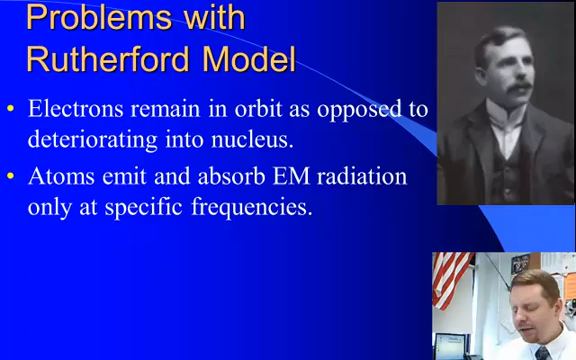 Problems with
Rutherford Model
• Electrons remain in orbit as opposed to
deteriorating into nucleus.
• Atoms emit and absorb EM radiation
only at specific frequencies.